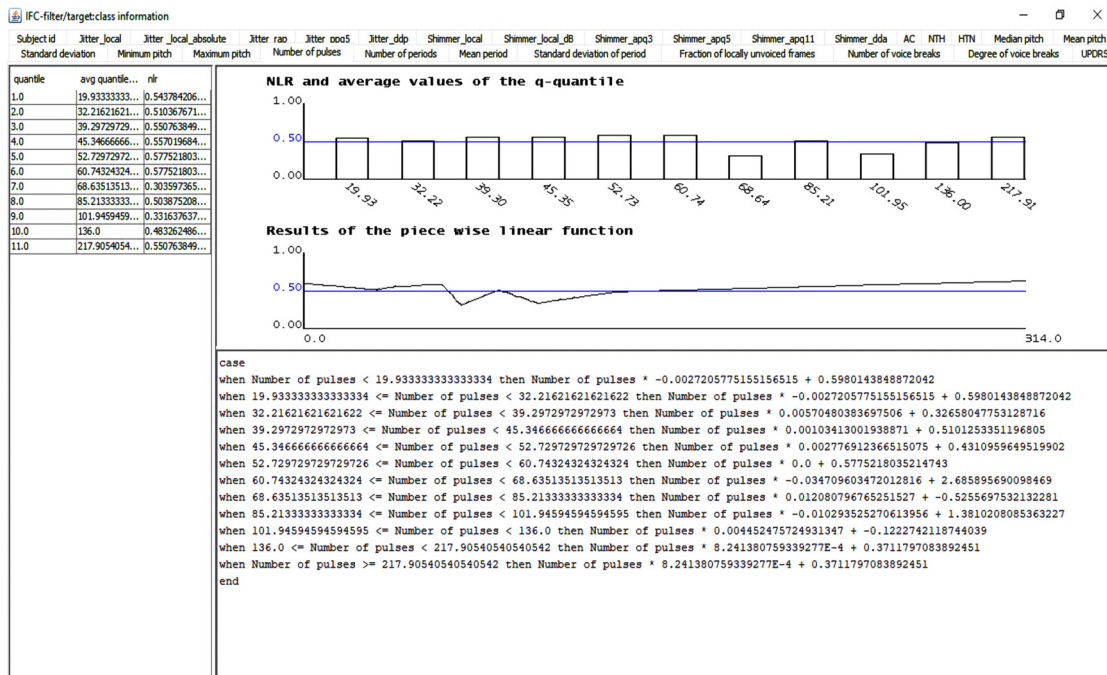 IFC-filter/target:class information
Subject id Jitter_local Jitter_local_absolute Jitter_rap Jitter_ppq5 Jitter_ddp Shimmer_local Shimmer_local_dB Shimmer_apq3 Shimmer_apq5 Shimmer_apq11 Shimmer_dda AC NTH HTN Median pitch Mean pitch
Standard deviation Minimum pitch Maximum pitch Number of pulses Number of periods Mean period Standard deviation of period Fraction of locally unvoiced frames Number of voice breaks Degree of voice breaks UPDRS
quantile avg quantile... nlr
1.0 19.93333333... 0.543784206...
2.0 32.21621621... 0.510367671...
3.0 39.29729729... 0.550763849...
4.0 45.34666666... 0.557019684...
5.0 52.72972972... 0.577521803...
6.0 60.74324324... 0.577521803...
7.0 68.63513513... 0.303597365...
8.0 85.21333333... 0.503875208...
9.0 101.9459459... 0.331637637...
10.0 136.0 0.483262486...
11.0 217.9054054... 0.550763849...
NLR and average values of the q-quantile
1.00
0.50
0.00
19.93 32.22 39.30 45.35 52.73 60.74 68.64 85.21 101.95 136.00 217.91
Results of the piece wise linear function
1.00
0.50
0.00
0.0 314.0
case
when Number of pulses < 19.933333333333334 then Number of pulses * -0.0027205775155156515 + 0.5980143848872042
when 19.933333333333334 <= Number of pulses < 32.21621621621622 then Number of pulses * -0.0027205775155156515 + 0.5980143848872042
when 32.21621621621622 <= Number of pulses < 39.2972972972973 then Number of pulses * 0.00570480383697506 + 0.32658047753128716
when 39.2972972972973 <= Number of pulses < 45.346666666666664 then Number of pulses * 0.00103413001938871 + 0.5101253351196805
when 45.346666666666664 <= Number of pulses < 52.729729729729726 then Number of pulses * 0.002776912366515075 + 0.4310959649519902
when 52.729729729729726 <= Number of pulses < 60.74324324324324 then Number of pulses * 0.0 + 0.5775218035214743
when 60.74324324324324 <= Number of pulses < 68.63513513513513 then Number of pulses * -0.034709603472012816 + 2.685895690098469
when 68.63513513513513 <= Number of pulses < 85.21333333333334 then Number of pulses * 0.012080796765251527 + -0.5255697532132281
when 85.21333333333334 <= Number of pulses < 101.94594594594595 then Number of pulses * -0.010293525270613956 + 1.3810208085363227
when 101.94594594594595 <= Number of pulses < 136.0 then Number of pulses * 0.004452475724931347 + -0.1222742118744039
when 136.0 <= Number of pulses < 217.90540540540542 then Number of pulses * 8.241380759339277E-4 + 0.3711797083892451
when Number of pulses >= 217.90540540540542 then Number of pulses * 8.241380759339277E-4 + 0.3711797083892451
end